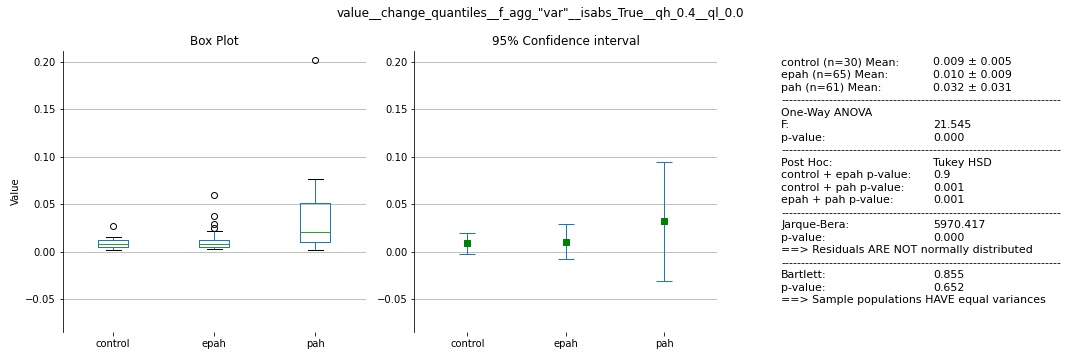 value__change_quantiles__f_agg_"var"__isabs_True__qh_0.4__ql_0.0
Box Plot
0.20
0.15
0.10
0.05
0.00
−0.05
Value
control
epah
pah
95% Confidence interval
0.20
0.15
0.10
0.05
0.00
−0.05
control
epah
pah
control (n=30) Mean: 0.009 ± 0.005
epah (n=65) Mean: 0.010 ± 0.009
pah (n=61) Mean: 0.032 ± 0.031
One-Way ANOVA
F: 21.545
p-value: 0.000
Post Hoc: Tukey HSD
control + epah p-value: 0.9
control + pah p-value: 0.001
epah + pah p-value: 0.001
Jarque-Bera: 5970.417
p-value: 0.000
==> Residuals ARE NOT normally distributed
Bartlett: 0.855
p-value: 0.652
==> Sample populations HAVE equal variances